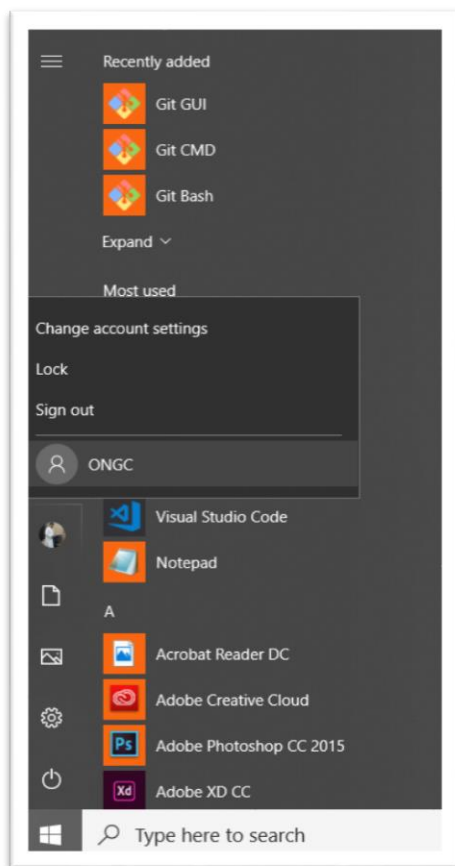 Recently added
Git GUI
Git CMD
Git Bash
Expand
Most used
Change account settings
Lock
Sign out
ONGC
Visual Studio Code
Notepad
A
Acrobat Reader DC
Adobe Creative Cloud
Ps Adobe Photoshop CC 2015
Xd Adobe XD CC
Type here to search